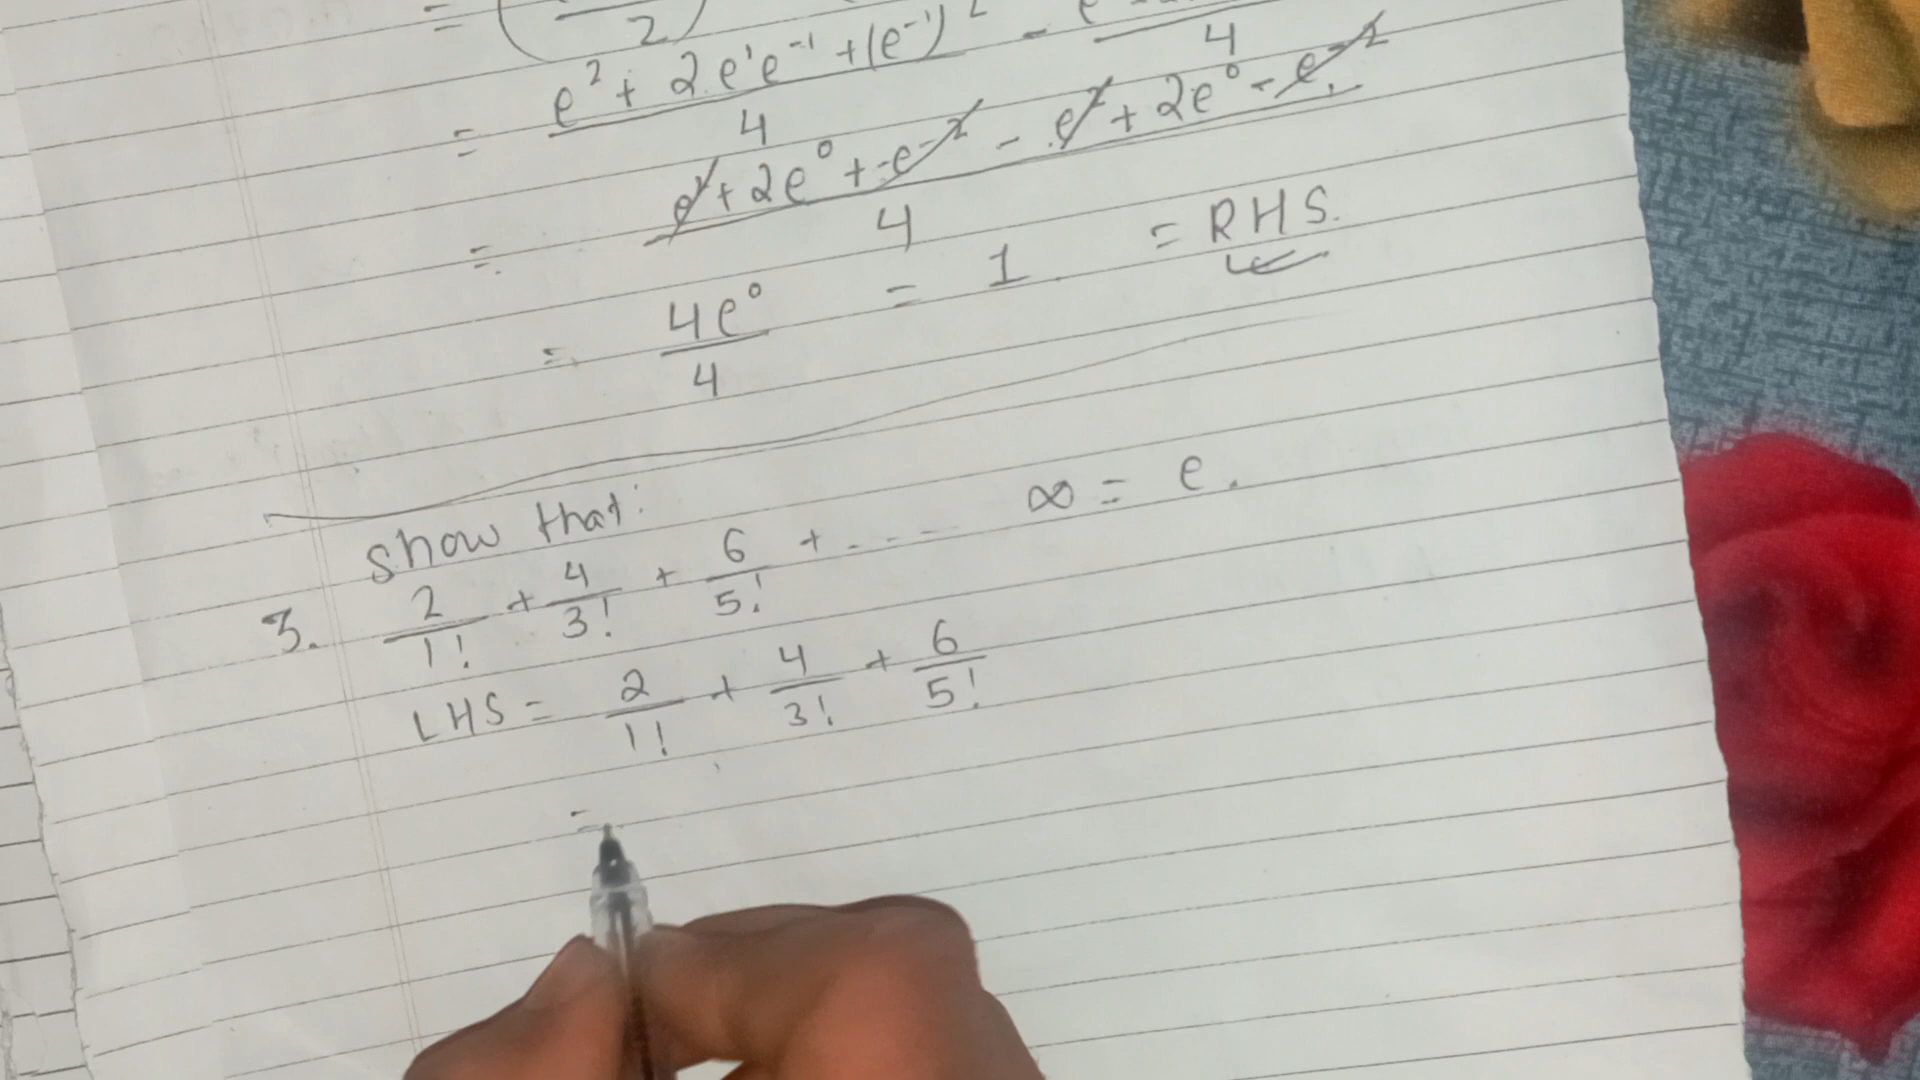 = ( 2 )
= e² + 2e¹e⁻¹ + (e⁻¹)² / 4 - e / 4
= e² + 2e⁰ + e⁻² - e² + 2e⁰ - e⁻² / 4
= 4e⁰ / 4 = 1 = RHS.
show that:
3. 2/1! + 4/3! + 6/5! + - - - ∞ = e.
LHS = 2/1! + 4/3! + 6/5!
=